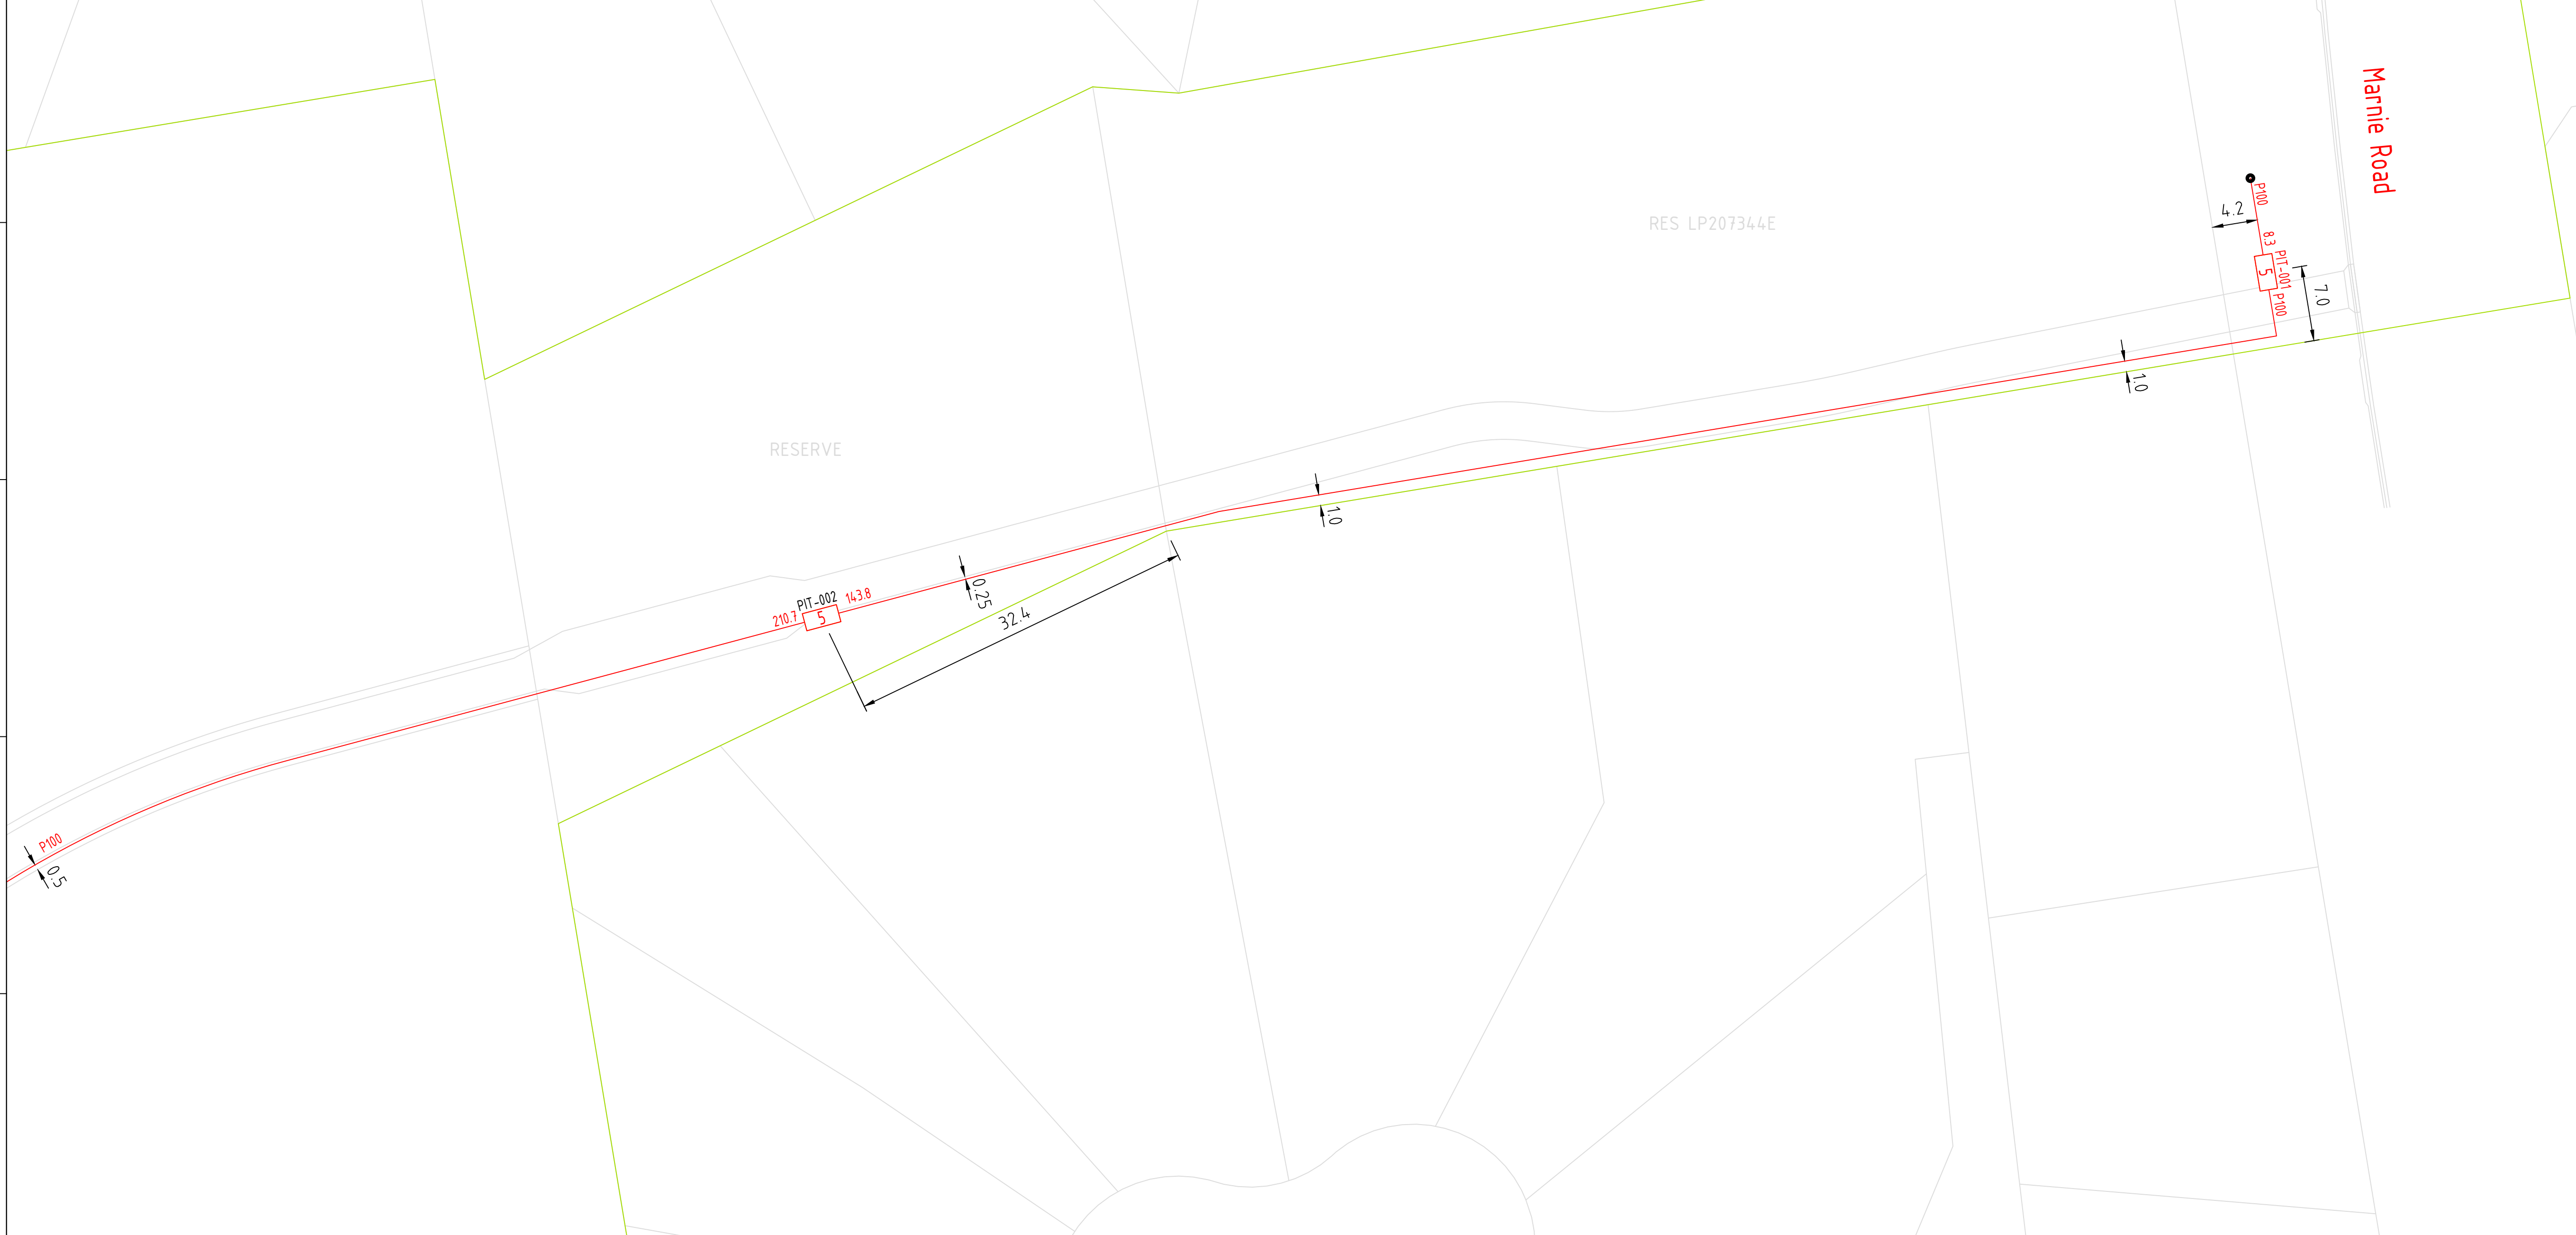 Marnie Road
P100
4.2
8.3
PIT-001
5
P100
7.0
RES LP207344E
1.0
RESERVE
1.0
0.25
32.4
PIT-002
143.8
210.7
5
P100
0.5